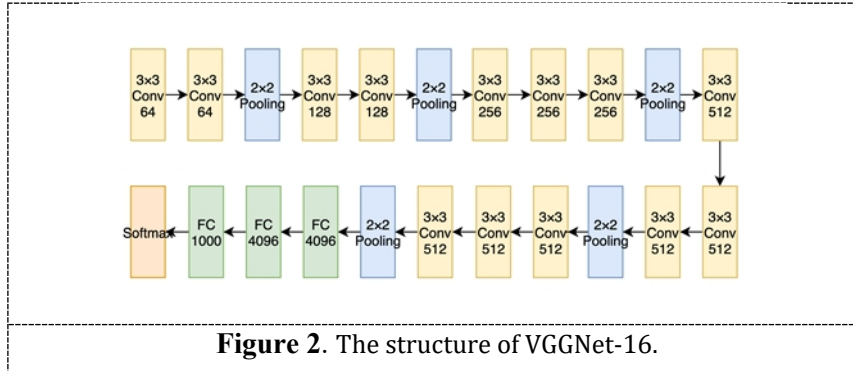 3×3 Conv 64
3×3 Conv 64
2×2 Pooling
3×3 Conv 128
3×3 Conv 128
2×2 Pooling
3×3 Conv 256
3×3 Conv 256
3×3 Conv 256
2×2 Pooling
3×3 Conv 512
3×3 Conv 512
3×3 Conv 512
2×2 Pooling
3×3 Conv 512
3×3 Conv 512
3×3 Conv 512
2×2 Pooling
FC 4096
FC 4096
FC 1000
Softmax
Figure 2. The structure of VGGNet-16.